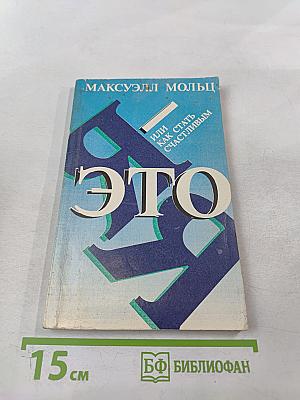 МАКСУЭЛЛ МОЛЬЦ
Я
—
ЭТО
Я
ИЛИ
КАК СТАТЬ
СЧАСТЛИВЫМ
15 см
БФ БИБЛИОФАН